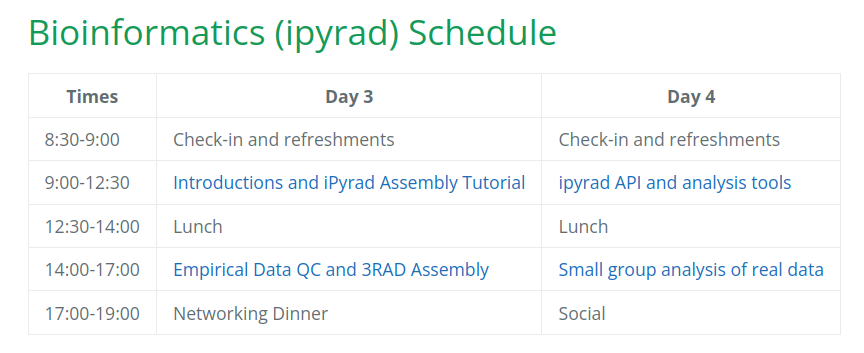 Bioinformatics (ipyrad) Schedule
Times Day 3 Day 4
8:30-9:00 Check-in and refreshments Check-in and refreshments
9:00-12:30 Introductions and iPyrad Assembly Tutorial ipyrad API and analysis tools
12:30-14:00 Lunch Lunch
14:00-17:00 Empirical Data QC and 3RAD Assembly Small group analysis of real data
17:00-19:00 Networking Dinner Social